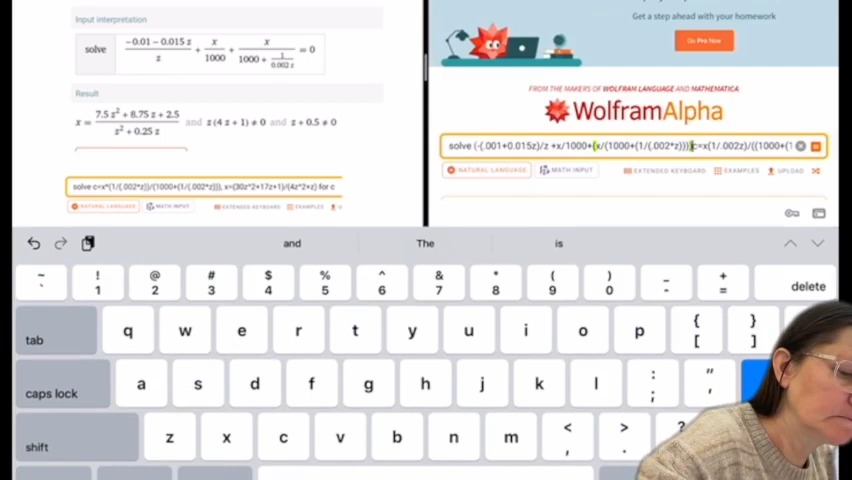 Input interpretation
solve
−0.01 − 0.015 z
z
+
x
1000
+
x
1000 + 1
0.002 z
= 0
Result
x = 7.5 z² + 8.75 z + 2.5
z² + 0.25 z
and z (4 z + 1) ≠ 0 and z + 0.5 ≠ 0
solve c=x*(1/(.002*z))/(1000+(1/(.002*z))), x=(30z^2+17z+1)/(4z^2+z) for c
NATURAL LANGUAGE
MATH INPUT
EXTENDED KEYBOARD
EXAMPLES
Get a step ahead with your homework
Go Pro Now
FROM THE MAKERS OF WOLFRAM LANGUAGE AND MATHEMATICA
WolframAlpha
solve (-(.001+0.015z)/z +x/1000+(x/(1000+(1/(.002*z)))),c=x(1/.002z)/((1000+(1
NATURAL LANGUAGE
MATH INPUT
EXTENDED KEYBOARD
EXAMPLES
UPLOAD
and
The
is
~ ! @ # $ % ^ & * ( ) _ +
` 1 2 3 4 5 6 7 8 9 0 - = delete
tab q w e r t y u i o p { [ } ]
caps lock a s d f g h j k l : ; " '
shift z x c v b n m < , > . ?